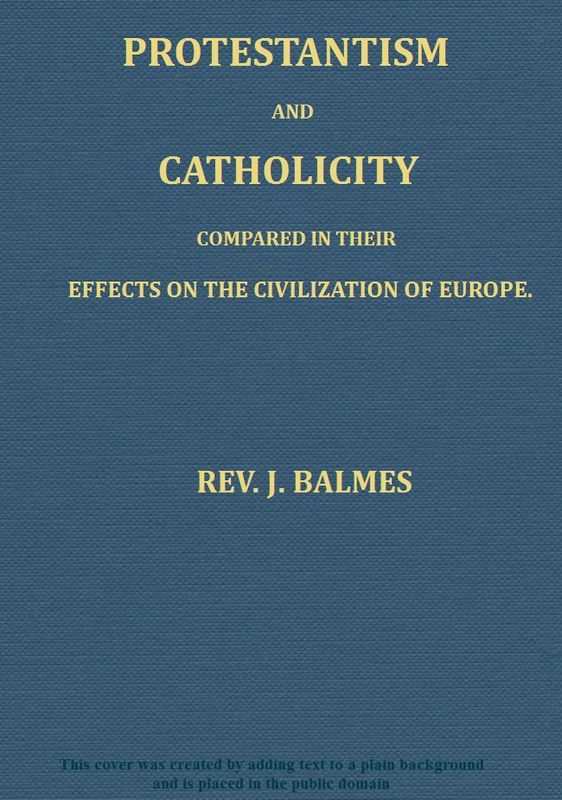 PROTESTANTISM
AND
CATHOLICITY
COMPARED IN THEIR
EFFECTS ON THE CIVILIZATION OF EUROPE.
REV. J. BALMES
This cover was created by adding text to a plain background
and is placed in the public domain